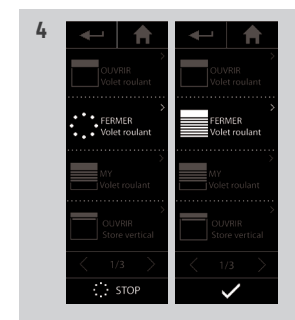 4
OUVRIR
Volet roulant
FERMER
Volet roulant
MY
Volet roulant
OUVRIR
Store vertical
1/3
STOP
OUVRIR
Volet roulant
FERMER
Volet roulant
MY
Volet roulant
OUVRIR
Store vertical
1/3